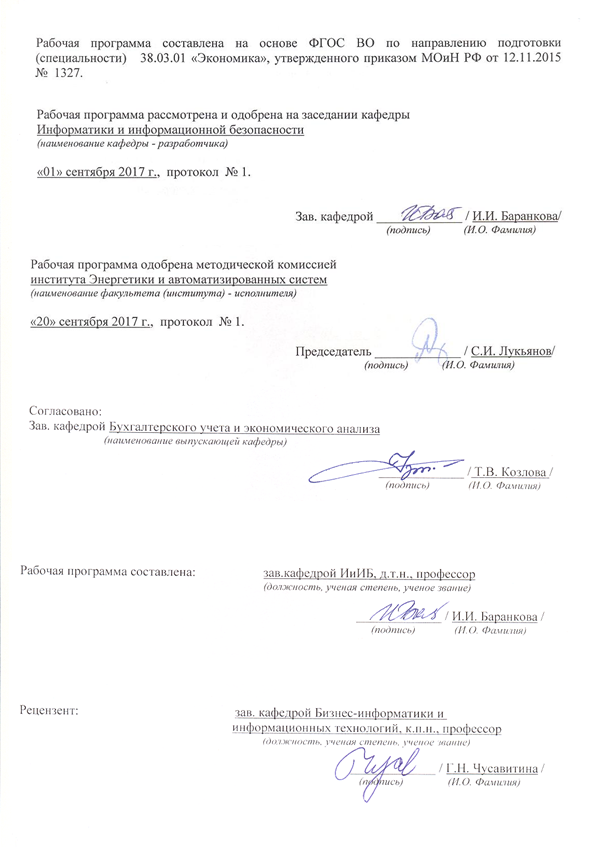 Рабочая программа составлена на основе ФГОС ВО по направлению подготовки
(специальности) 38.03.01 «Экономика», утвержденного приказом МОиН РФ от 12.11.2015
№ 1327.
Рабочая программа рассмотрена и одобрена на заседании кафедры
Информатики и информационной безопасности
(наименование кафедры - разработчика)
«01» сентября 2017 г., протокол № 1.
Зав. кафедрой ______________ / И.И. Баранкова/
(подпись) (И.О. Фамилия)
Рабочая программа одобрена методической комиссией
института Энергетики и автоматизированных систем
(наименование факультета (института) - исполнителя)
«20» сентября 2017 г., протокол № 1.
Председатель ______________ / С.И. Лукьянов/
(подпись) (И.О. Фамилия)
Согласовано:
Зав. кафедрой Бухгалтерского учета и экономического анализа
(наименование выпускающей кафедры)
______________ / Т.В. Козлова /
(подпись) (И.О. Фамилия)
Рабочая программа составлена: зав.кафедрой ИиИБ, д.т.н., профессор
(должность, ученая степень, ученое звание)
______________ / И.И. Баранкова /
(подпись) (И.О. Фамилия)
Рецензент: зав. кафедрой Бизнес-информатики и
информационных технологий, к.п.н., профессор
(должность, ученая степень, ученое звание)
______________ / Г.Н. Чусавитина /
(подпись) (И.О. Фамилия)